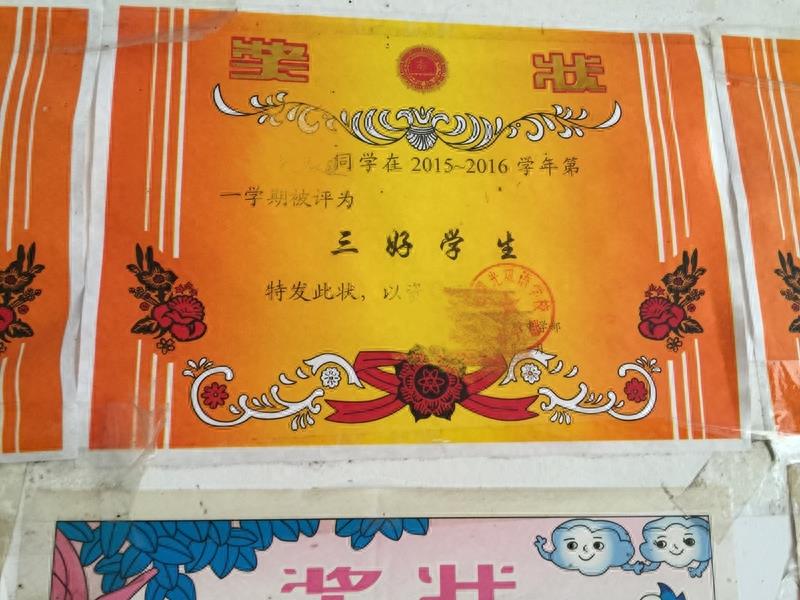 奖状
同学在 2015~2016 学年第
一学期被评为
三好学生
特发此状，以资
奖状